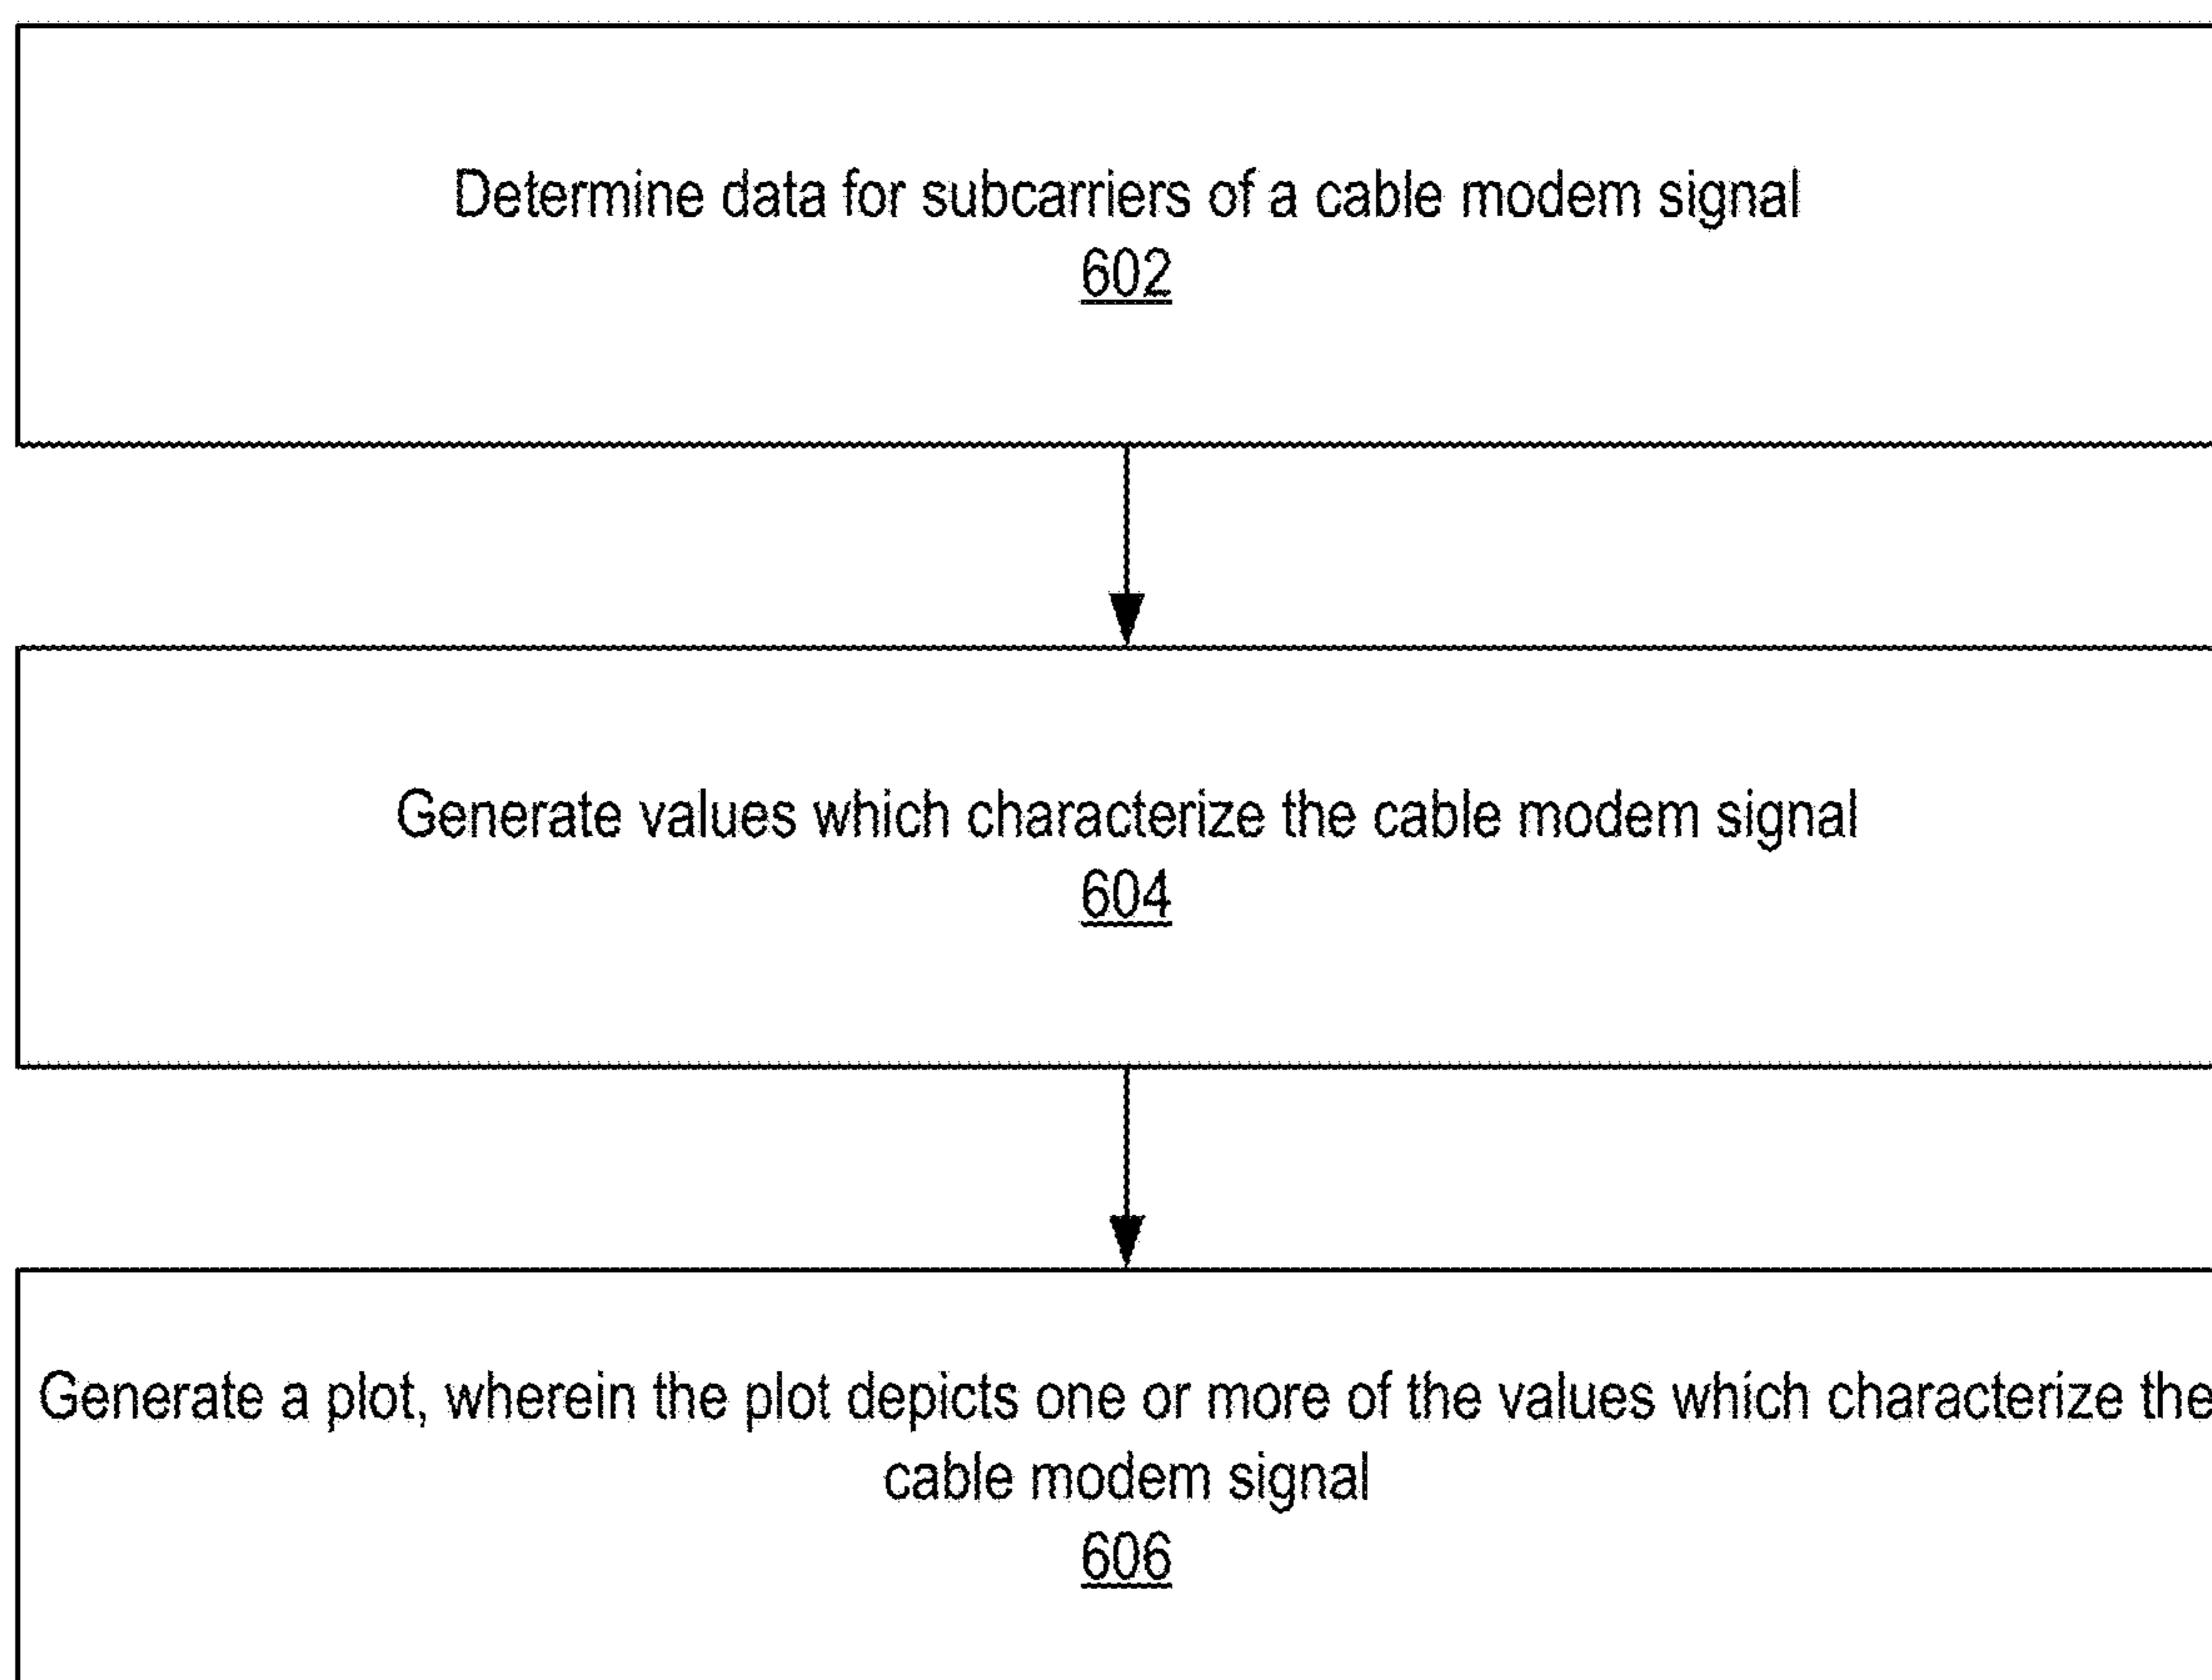 Determine data for subcarriers of a cable modem signal
602
Generate values which characterize the cable modem signal
604
Generate a plot, wherein the plot depicts one or more of the values which characterize the
cable modem signal
606